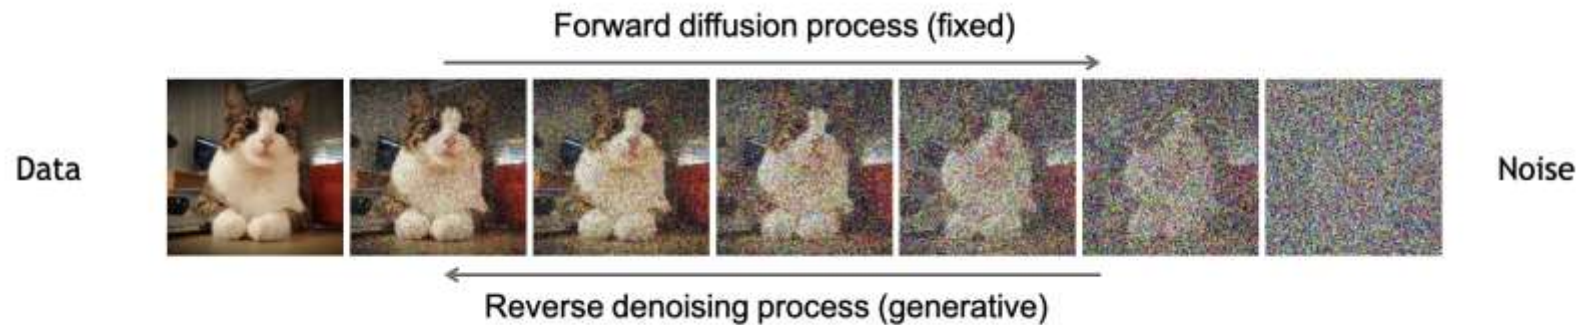 Forward diffusion process (fixed)
Data
Noise
Reverse denoising process (generative)